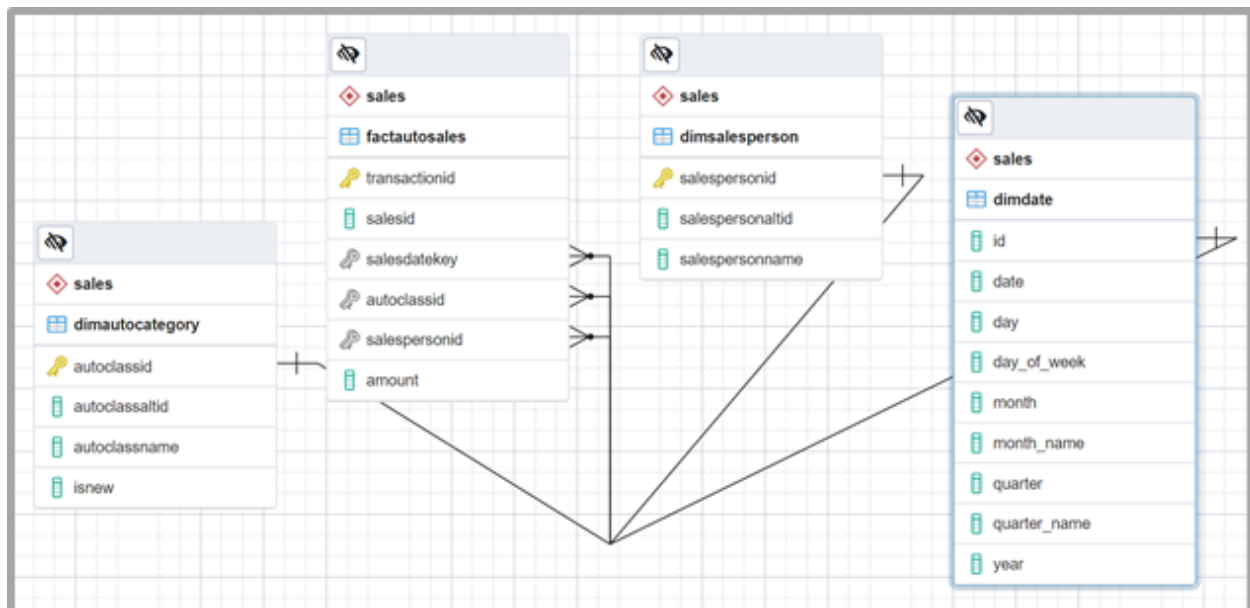 sales
factautosales
transactionid
salesid
salesdatekey
autoclassid
salespersonid
amount
sales
dimsalesperson
salespersonid
salespersonaltid
salespersonname
sales
dimdate
id
date
day
day_of_week
month
month_name
quarter
quarter_name
year
sales
dimautocategory
autoclassid
autoclassaltid
autoclassname
isnew